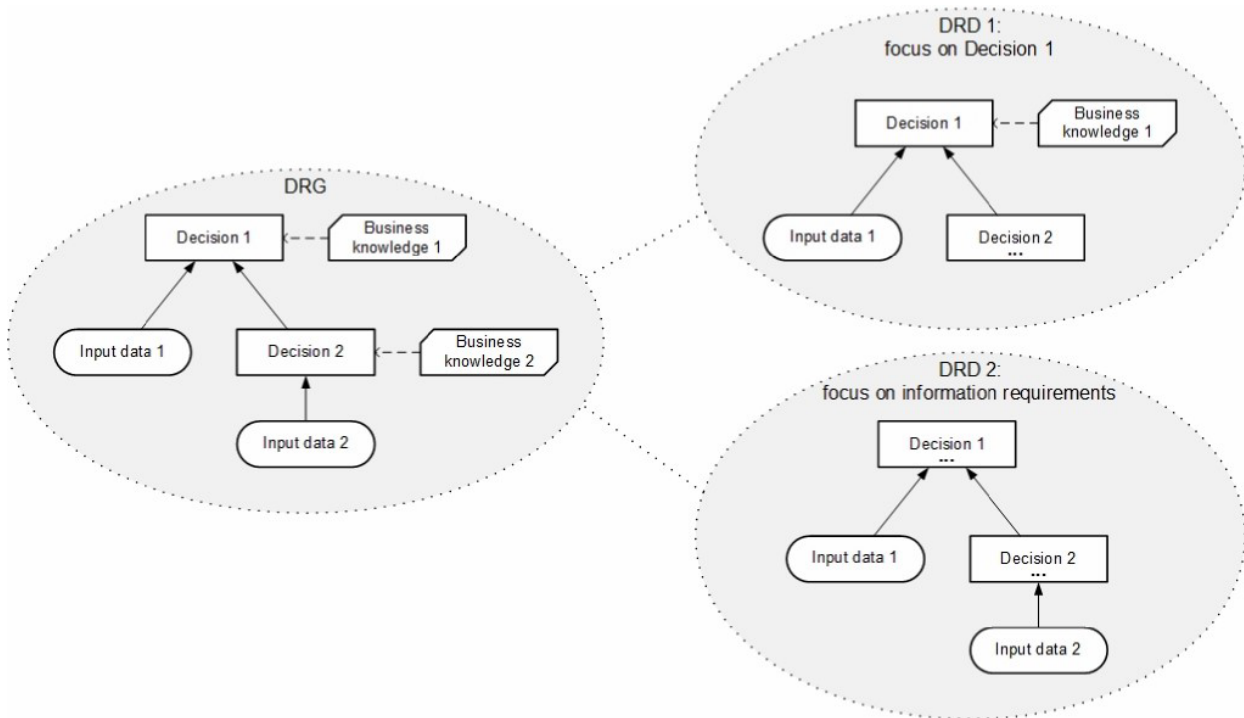 DRG
Decision 1
Business
knowledge 1
Input data 1
Decision 2
Business
knowledge 2
Input data 2
DRD 1:
focus on Decision 1
Decision 1
Business
knowledge 1
Input data 1
Decision 2
...
DRD 2:
focus on information requirements
Decision 1
...
Input data 1
Decision 2
...
Input data 2